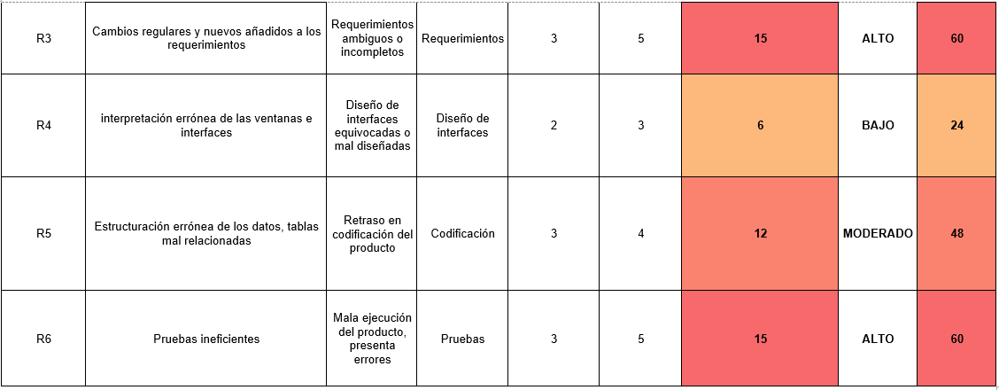 R3
Cambios regulares y nuevos añadidos a los
requerimientos
Requerimientos
ambiguos o
incompletos
Requerimientos
3
5
15
ALTO
60
R4
interpretación errónea de las ventanas e
interfaces
Diseño de
interfaces
equivocadas o
mal diseñadas
Diseño de
interfaces
2
3
6
BAJO
24
R5
Estructuración errónea de los datos, tablas
mal relacionadas
Retraso en
codificación del
producto
Codificación
3
4
12
MODERADO
48
R6
Pruebas ineficientes
Mala ejecución
del producto,
presenta
errores
Pruebas
3
5
15
ALTO
60